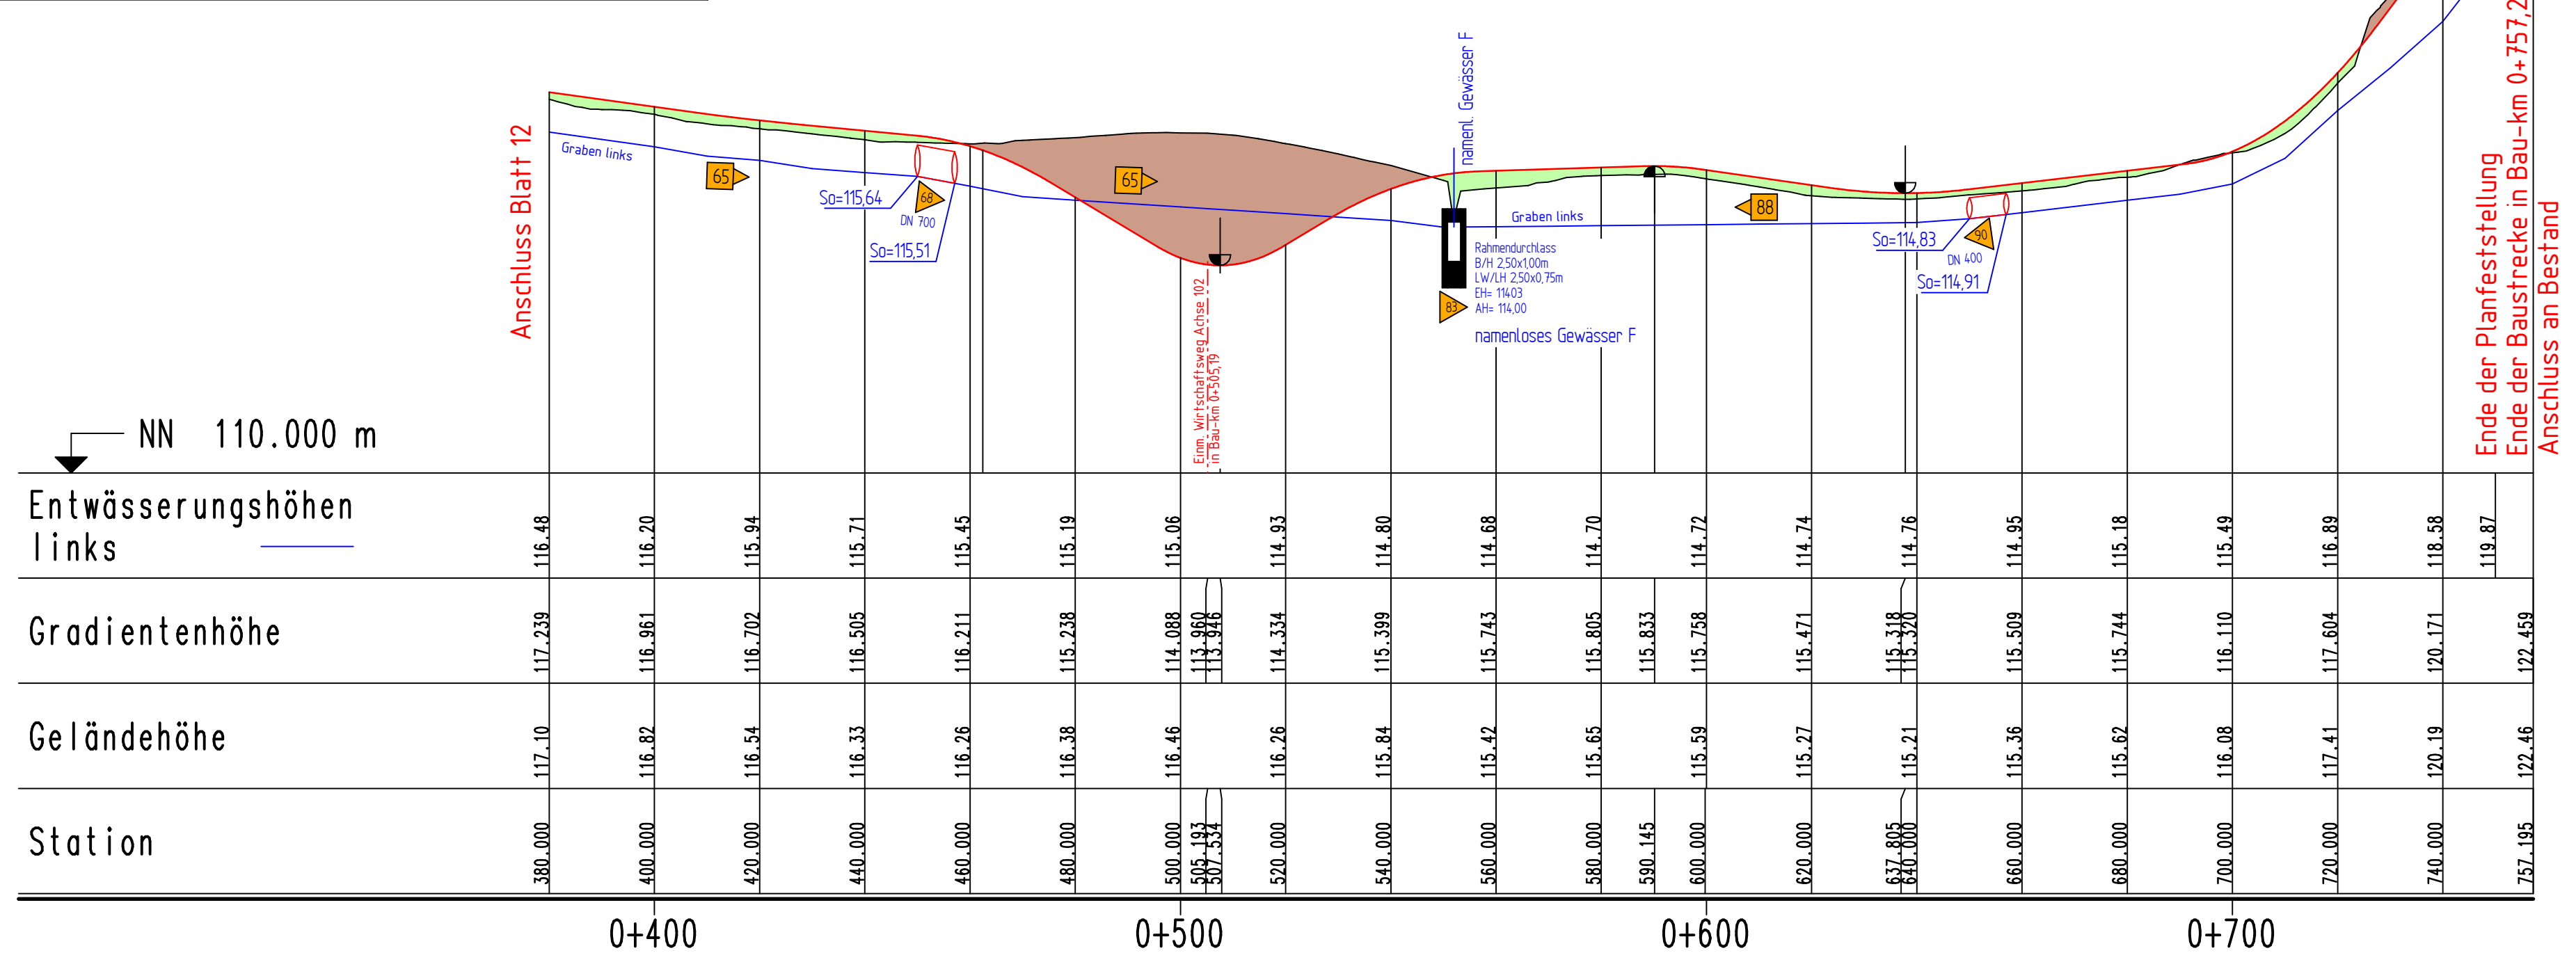 Anschluss Blatt 12
Graben links
65
So=115,64
68
DN 700
So=115,51
65
Einm. Wirtschaftsweg Achse 102
in Bau-km 0+505,19
namenl. Gewässer F
Graben links
Rahmendurchlass
B/H 2,50x1,00m
LW/LH 2,50x0,75m
EH= 11403
AH= 114,00
83
namenloses Gewässer F
88
So=114,83
90
DN 400
So=114,91
Ende der Planfeststellung
Ende der Baustrecke in Bau-km 0+757,2
Anschluss an Bestand
NN 110.000 m
Entwässerungshöhen
links
116.48 116.20 115.94 115.71 115.45 115.19 115.06 114.93 114.80 114.68 114.70 114.72 114.74 114.76 114.95 115.18 115.49 116.89 118.58 119.87
Gradientenhöhe
117.239 116.961 116.702 116.505 116.211 115.238 114.088 113.960 113.946 114.334 115.399 115.743 115.805 115.833 115.758 115.471 115.318 115.320 115.509 115.744 116.110 117.604 120.171 122.459
Geländehöhe
117.10 116.82 116.54 116.33 116.26 116.38 116.46 116.26 115.84 115.42 115.65 115.59 115.27 115.21 115.36 115.62 116.08 117.41 120.19 122.46
Station
380.000 400.000 420.000 440.000 460.000 480.000 500.000 505.193 507.534 520.000 540.000 560.000 580.000 590.145 600.000 620.000 637.805 640.000 660.000 680.000 700.000 720.000 740.000 757.195
0+400 0+500 0+600 0+700